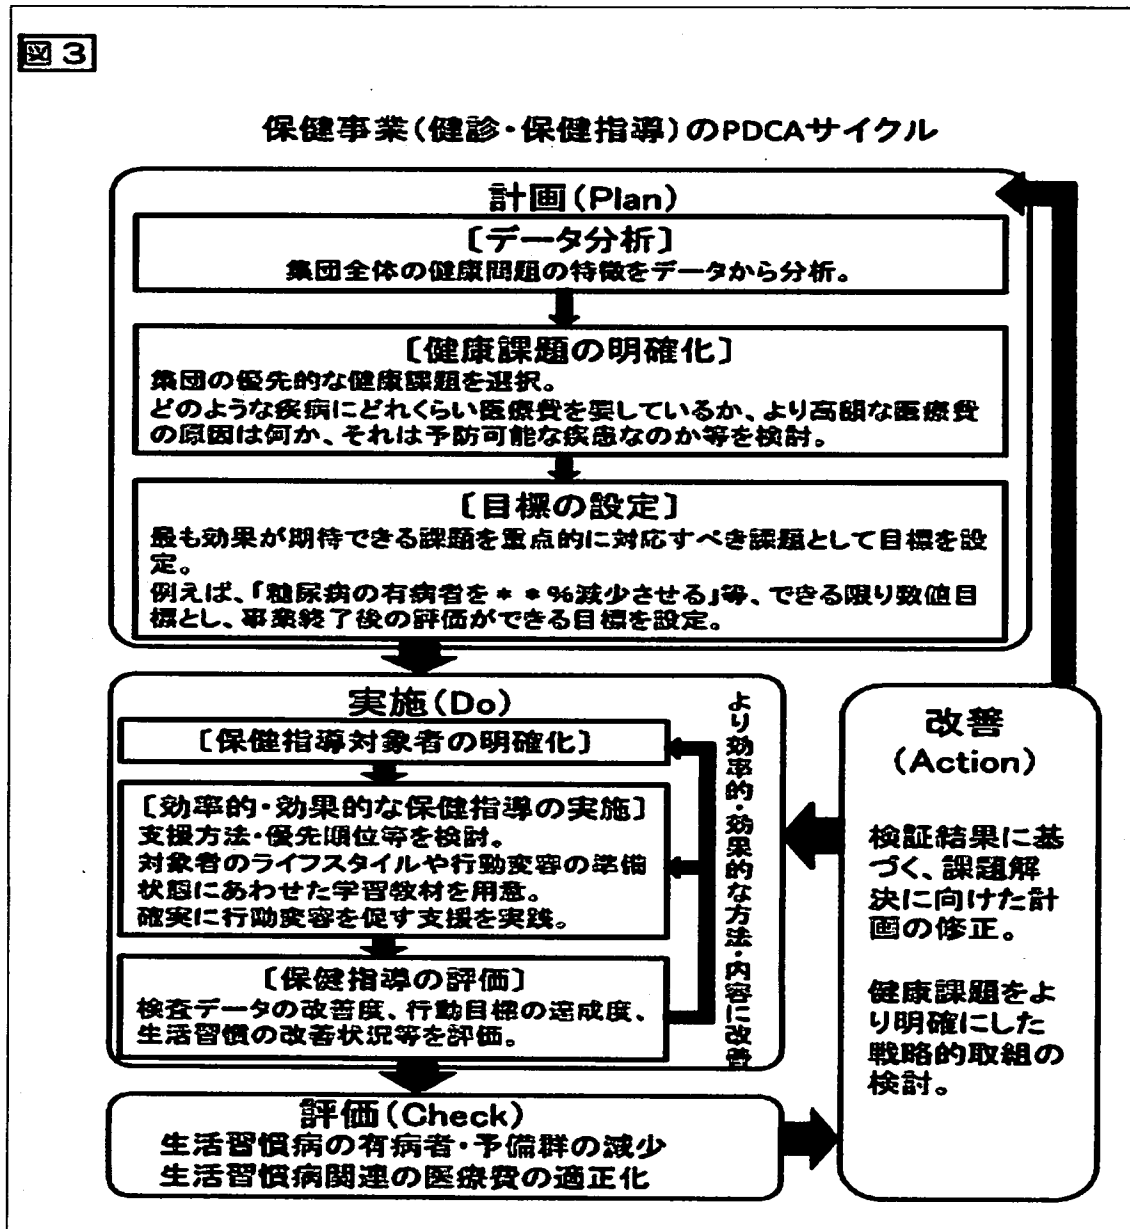 図3
保健事業(健診・保健指導)のPDCAサイクル
計画(Plan)
[データ分析]
集団全体の健康問題の特徴をデータから分析。
[健康課題の明確化]
集団の優先的な健康課題を選択。
どのような疾病にどれくらい医療費を要しているか、より高額な医療費
の原因は何か、それは予防可能な疾患なのか等を検討。
[目標の設定]
最も効果が期待できる課題を重点的に対応すべき課題として目標を設
定。
例えば、「糖尿病の有病者を**%減少させる」等、できる限り数値目
標とし、事業終了後の評価ができる目標を設定。
実施(Do)
[保健指導対象者の明確化]
[効率的・効果的な保健指導の実施]
支援方法・優先順位等を検討。
対象者のライフスタイルや行動変容の準備
状態にあわせた学習教材を用意。
確実に行動変容を促す支援を実践。
[保健指導の評価]
検査データの改善度、行動目標の達成度、
生活習慣の改善状況等を評価。
より効率的・効果的な方法・内容に改善
評価(Check)
生活習慣病の有病者・予備群の減少
生活習慣病関連の医療費の適正化
改善
(Action)
検証結果に基
づく、課題解
決に向けた計
画の修正。
健康課題をよ
り明確にした
戦略的取組の
検討。